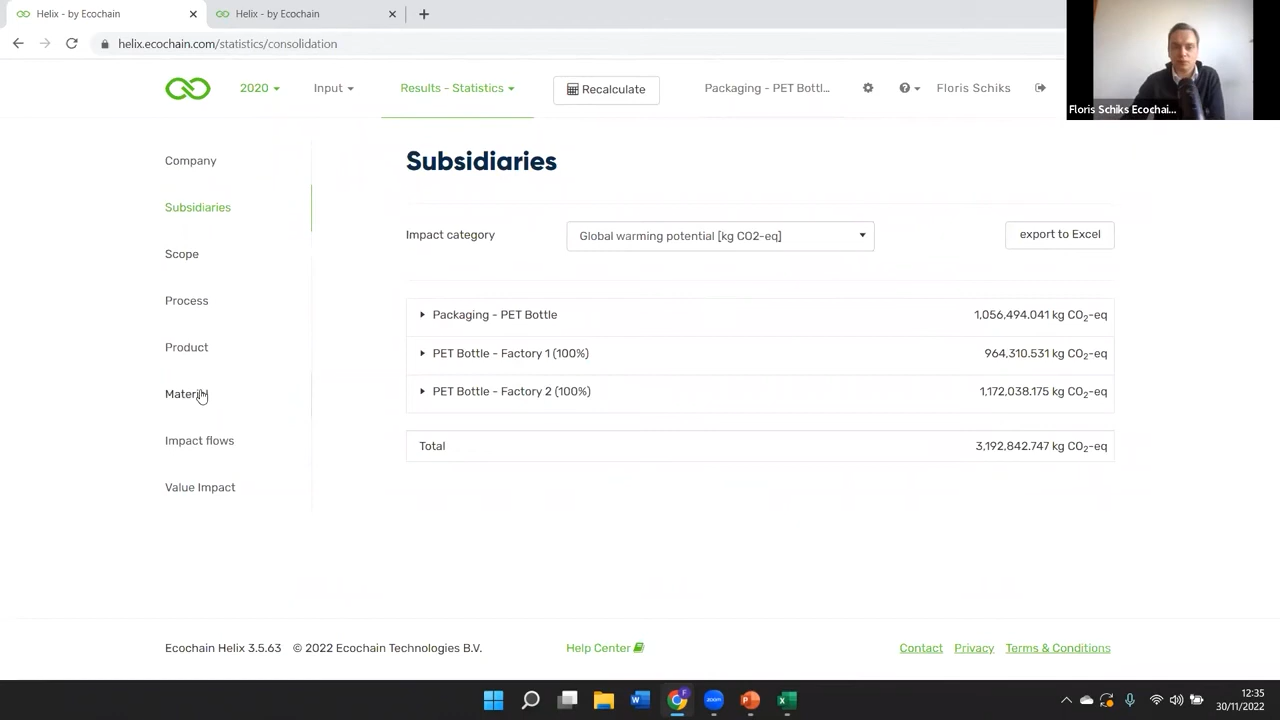 Helix - by Ecochain
Helix - by Ecochain
helix.ecochain.com/statistics/consolidation
2020
Input
Results - Statistics
Recalculate
Packaging - PET Bottl...
Floris Schiks
Floris Schiks Ecochai...
Company
Subsidiaries
Scope
Process
Product
Material
Impact flows
Value Impact
Subsidiaries
Impact category
Global warming potential [kg CO2-eq]
export to Excel
Packaging - PET Bottle 1,056,494.041 kg CO2-eq
PET Bottle - Factory 1 (100%) 964,310.531 kg CO2-eq
PET Bottle - Factory 2 (100%) 1,172,038.175 kg CO2-eq
Total 3,192,842.747 kg CO2-eq
Ecochain Helix 3.5.63 © 2022 Ecochain Technologies B.V.
Help Center
Contact Privacy Terms & Conditions
zoom
12:35
30/11/2022